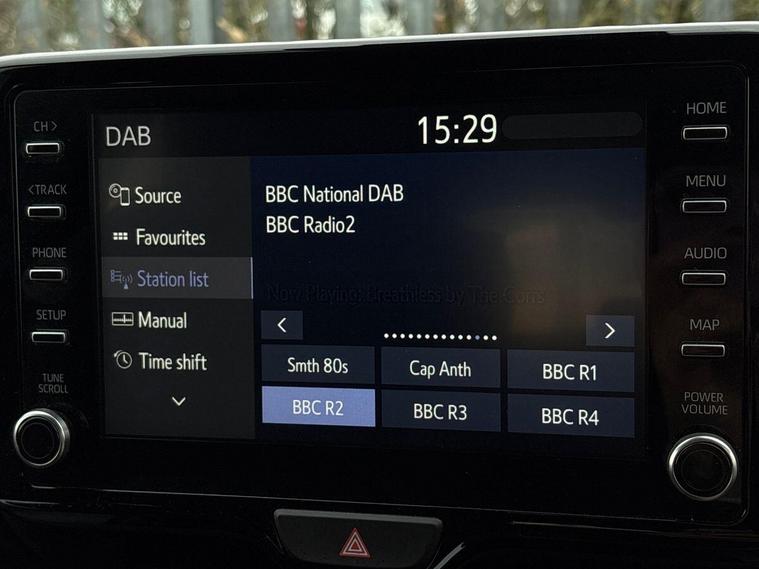 CH >
< TRACK
PHONE
SETUP
TUNE
SCROLL
DAB
15:29
Source
Favourites
Station list
Manual
Time shift
BBC National DAB
BBC Radio2
Now Playing: Breathless by The Corrs
< >
Smth 80s
Cap Anth
BBC R1
BBC R2
BBC R3
BBC R4
HOME
MENU
AUDIO
MAP
POWER
VOLUME